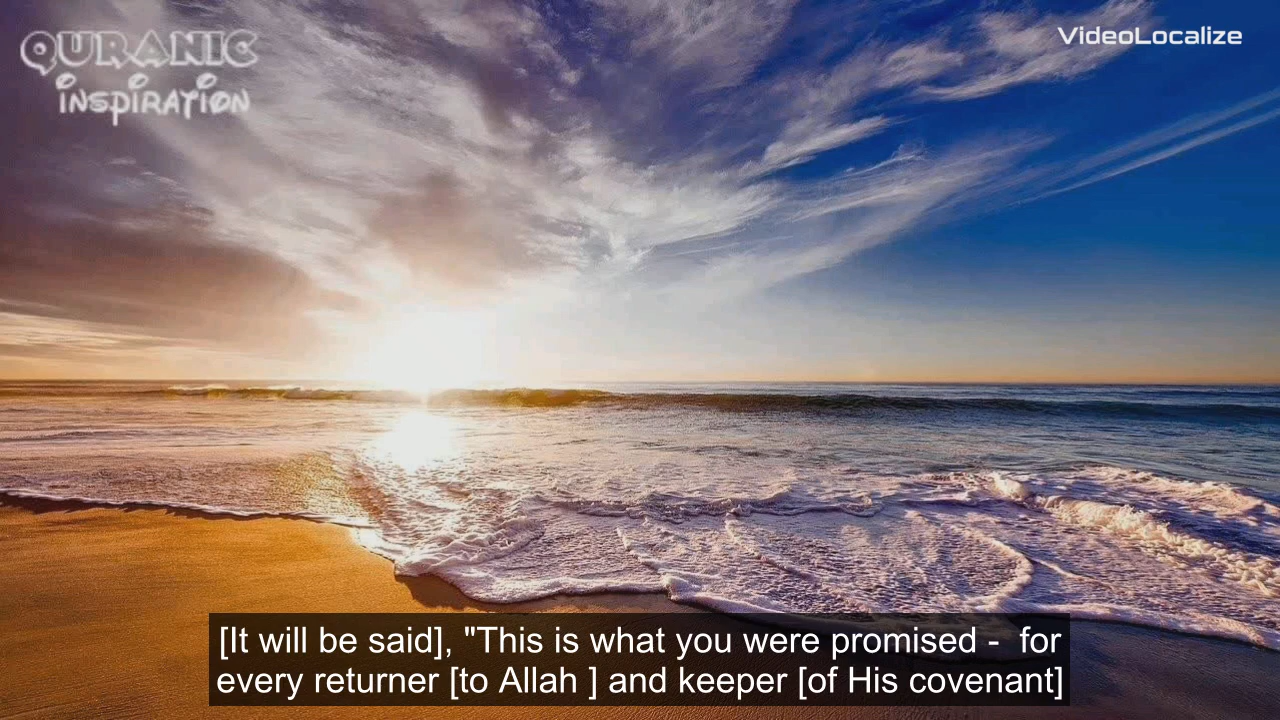 QURANIC
iNSPiRATiON
VideoLocalize
[It will be said], "This is what you were promised -  for
every returner [to Allah ] and keeper [of His covenant]